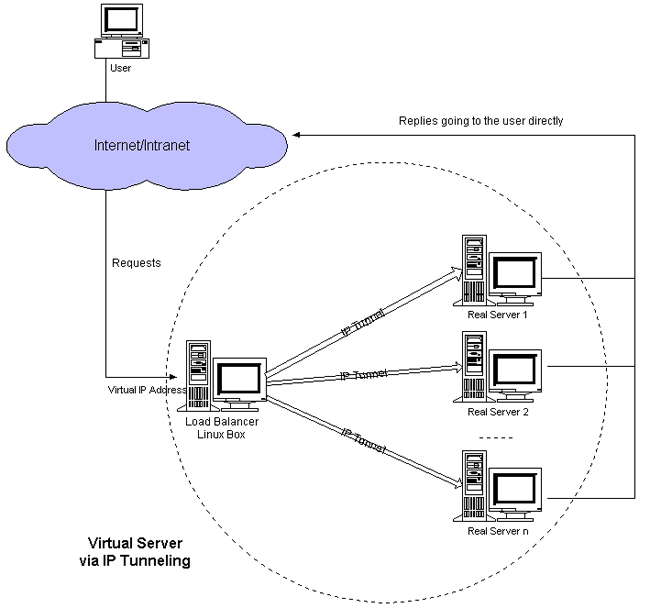 User
Internet/Intranet
Replies going to the user directly
Requests
IP Tunnel
Real Server 1
IP Tunnel
Virtual IP Address
Real Server 2
Load Balancer
Linux Box
IP Tunnel
Real Server n
Virtual Server
via IP Tunneling